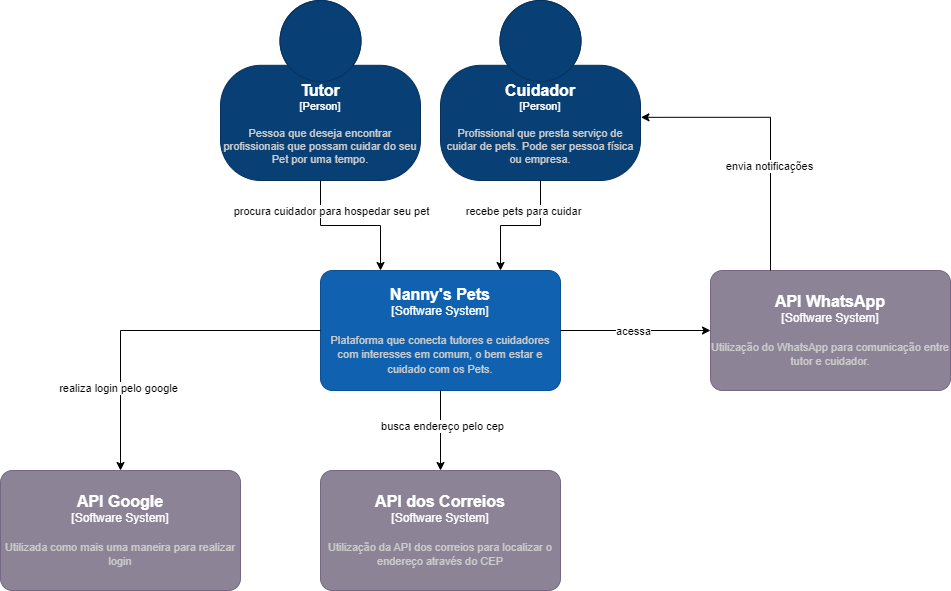 Tutor
[Person]
Pessoa que deseja encontrar
profissionais que possam cuidar do seu
Pet por uma tempo.
Cuidador
[Person]
Profissional que presta serviço de
cuidar de pets. Pode ser pessoa física
ou empresa.
envia notificações
procura cuidador para hospedar seu pet
recebe pets para cuidar
Nanny's Pets
[Software System]
Plataforma que conecta tutores e cuidadores
com interesses em comum, o bem estar e
cuidado com os Pets.
acessa
API WhatsApp
[Software System]
Utilização do WhatsApp para comunicação entre
tutor e cuidador.
realiza login pelo google
busca endereço pelo cep
API Google
[Software System]
Utilizada como mais uma maneira para realizar
login
API dos Correios
[Software System]
Utilização da API dos correios para localizar o
endereço através do CEP